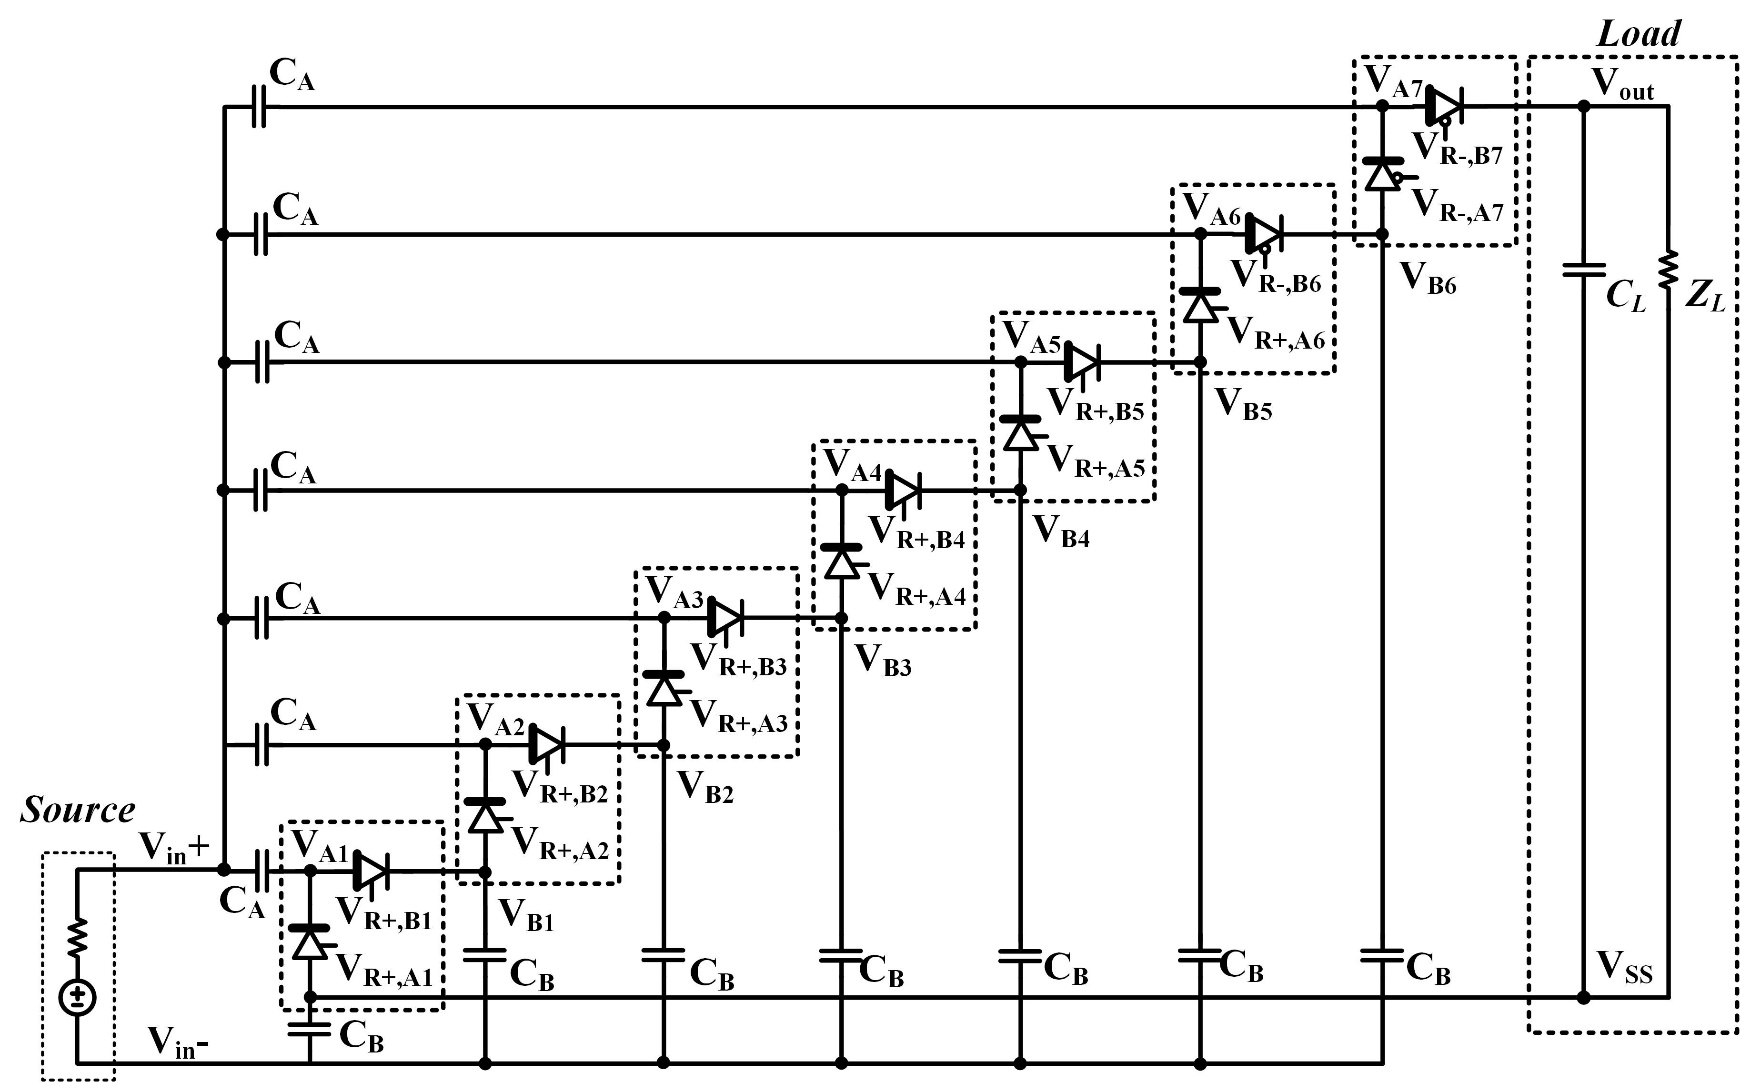 Load
CA
VA7
Vout
VR-,B7
VR-,A7
CA
VA6
VR-,B6
VB6
CL
ZL
CA
VA5
VR+,A6
VR+,B5
VB5
CA
VA4
VR+,A5
VR+,B4
VB4
CA
VA3
VR+,A4
VR+,B3
VB3
CA
VA2
VR+,A3
VR+,B2
VB2
Source
Vin+
VA1
VR+,A2
CA
VR+,B1
VB1
VR+,A1
CB
CB
CB
CB
CB
CB
VSS
Vin-
CB